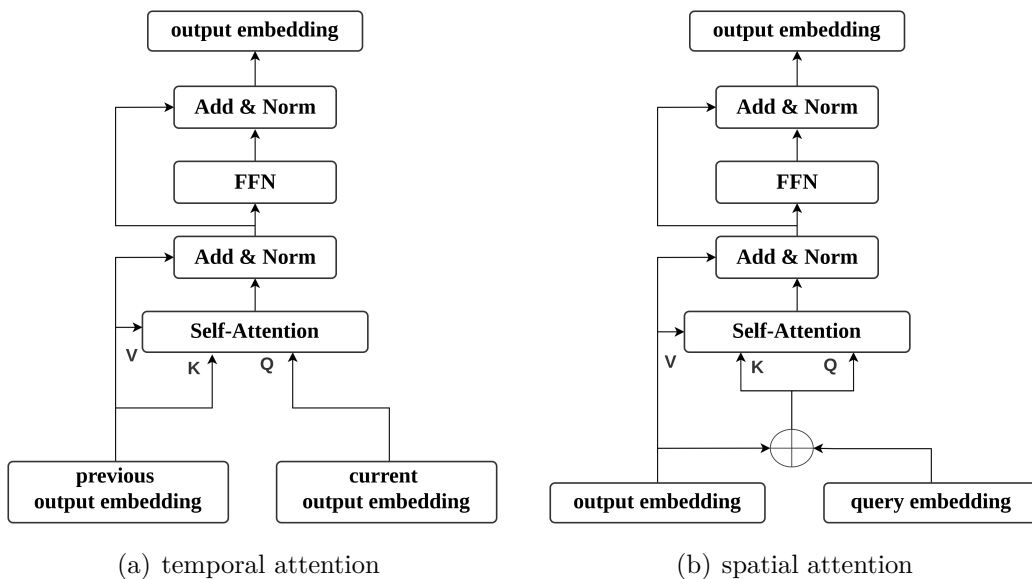 output embedding
Add & Norm
FFN
Add & Norm
Self-Attention
V
K
Q
previous
output embedding
current
output embedding
(a) temporal attention
output embedding
Add & Norm
FFN
Add & Norm
Self-Attention
V
K
Q
output embedding
query embedding
(b) spatial attention